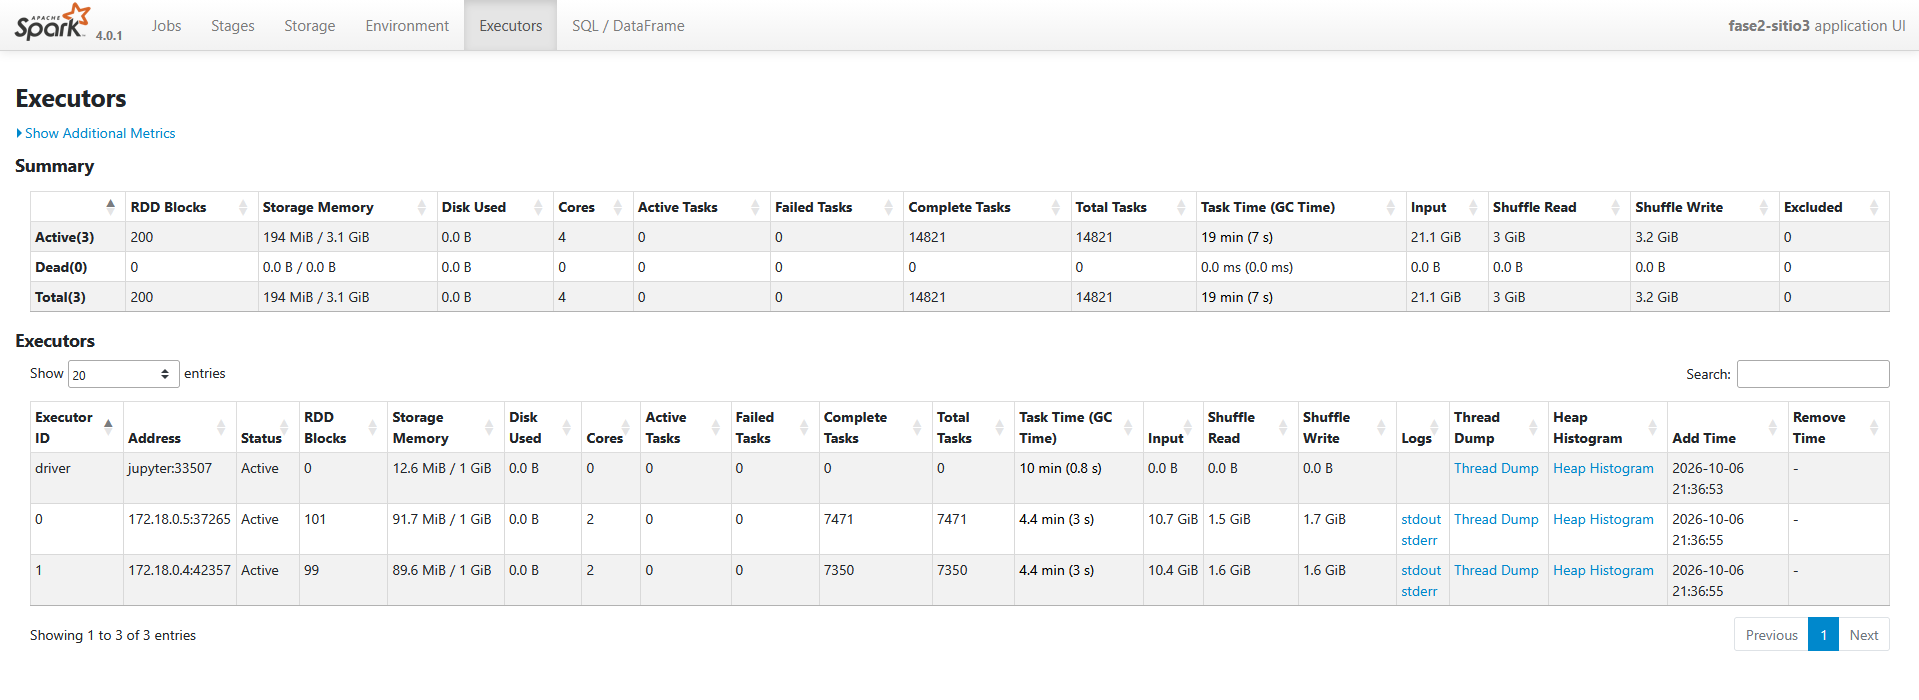 APACHE
Spark 4.0.1 Jobs Stages Storage Environment Executors SQL / DataFrame fase2-sitio3 application UI
Executors
Show Additional Metrics
Summary
RDD Blocks Storage Memory Disk Used Cores Active Tasks Failed Tasks Complete Tasks Total Tasks Task Time (GC Time) Input Shuffle Read Shuffle Write Excluded
Active(3) 200 194 MiB / 3.1 GiB 0.0 B 4 0 0 14821 14821 19 min (7 s) 21.1 GiB 3 GiB 3.2 GiB 0
Dead(0) 0 0.0 B / 0.0 B 0.0 B 0 0 0 0 0 0.0 ms (0.0 ms) 0.0 B 0.0 B 0.0 B 0
Total(3) 200 194 MiB / 3.1 GiB 0.0 B 4 0 0 14821 14821 19 min (7 s) 21.1 GiB 3 GiB 3.2 GiB 0
Executors
Show 20 entries Search:
Executor ID Address Status RDD Blocks Storage Memory Disk Used Cores Active Tasks Failed Tasks Complete Tasks Total Tasks Task Time (GC Time) Input Shuffle Read Shuffle Write Logs Thread Dump Heap Histogram Add Time Remove Time
driver jupyter:33507 Active 0 12.6 MiB / 1 GiB 0.0 B 0 0 0 0 0 10 min (0.8 s) 0.0 B 0.0 B 0.0 B Thread Dump Heap Histogram 2026-10-06 21:36:53 -
0 172.18.0.5:37265 Active 101 91.7 MiB / 1 GiB 0.0 B 2 0 0 7471 7471 4.4 min (3 s) 10.7 GiB 1.5 GiB 1.7 GiB stdout stderr Thread Dump Heap Histogram 2026-10-06 21:36:55 -
1 172.18.0.4:42357 Active 99 89.6 MiB / 1 GiB 0.0 B 2 0 0 7350 7350 4.4 min (3 s) 10.4 GiB 1.6 GiB 1.6 GiB stdout stderr Thread Dump Heap Histogram 2026-10-06 21:36:55 -
Showing 1 to 3 of 3 entries Previous 1 Next